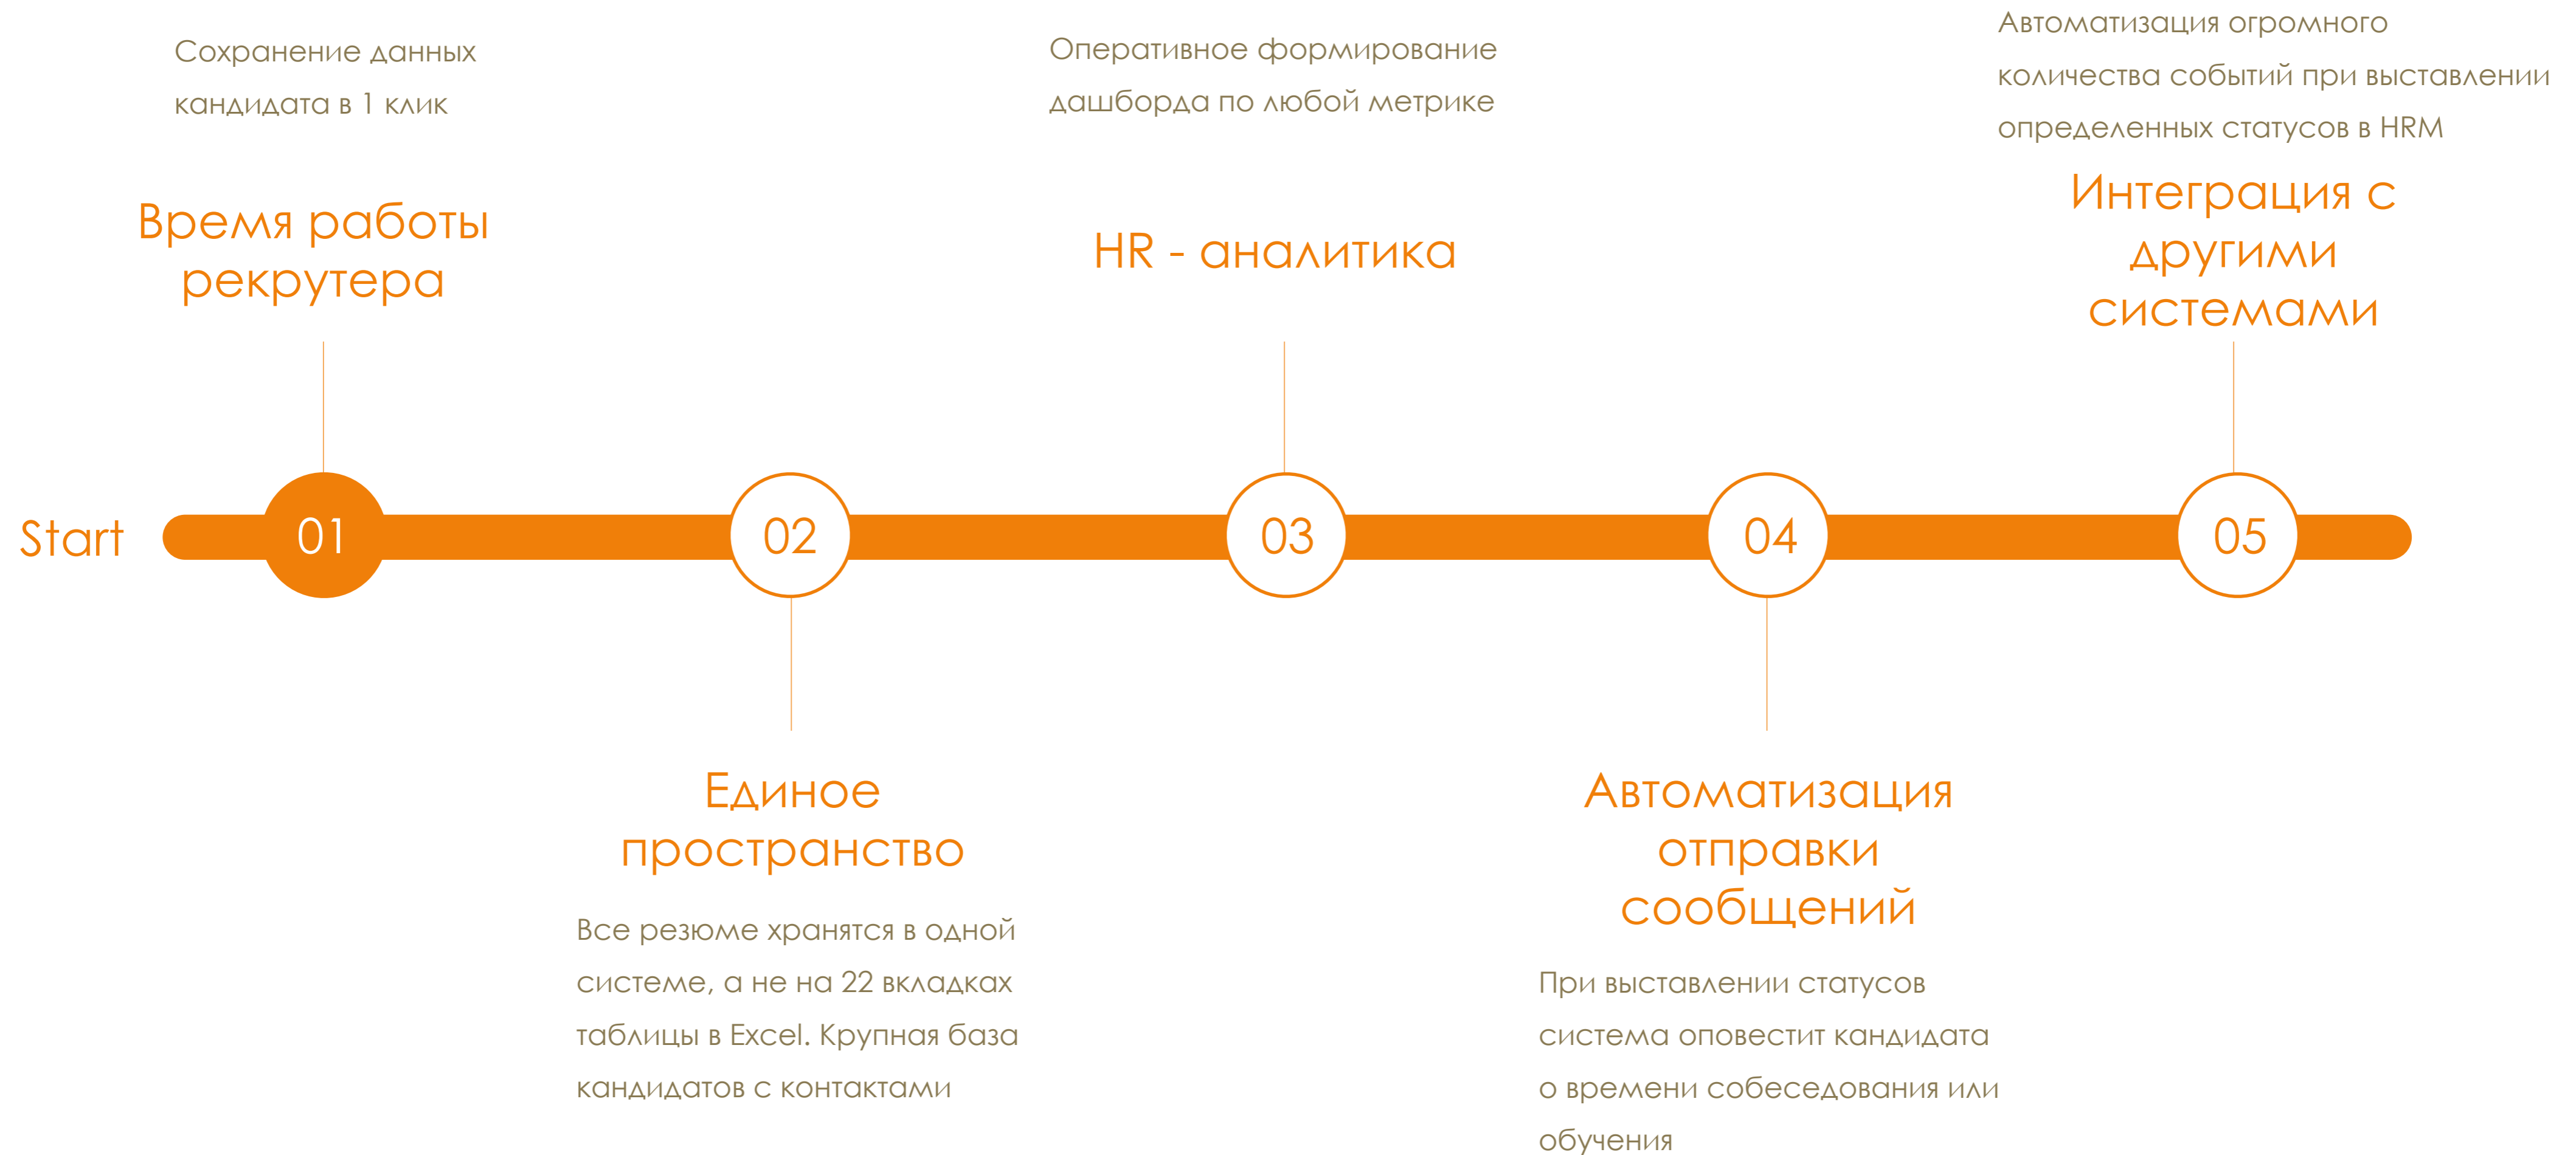 Сохранение данных
кандидата в 1 клик
Время работы
рекрутера
Оперативное формирование
дашборда по любой метрике
HR - аналитика
Автоматизация огромного
количества событий при выставлении
определенных статусов в HRM
Интеграция с
другими
системами
Start
01
02
03
04
05
Единое
пространство
Все резюме хранятся в одной
системе, а не на 22 вкладках
таблицы в Excel. Крупная база
кандидатов с контактами
Автоматизация
отправки
сообщений
При выставлении статусов
система оповестит кандидата
о времени собеседования или
обучения